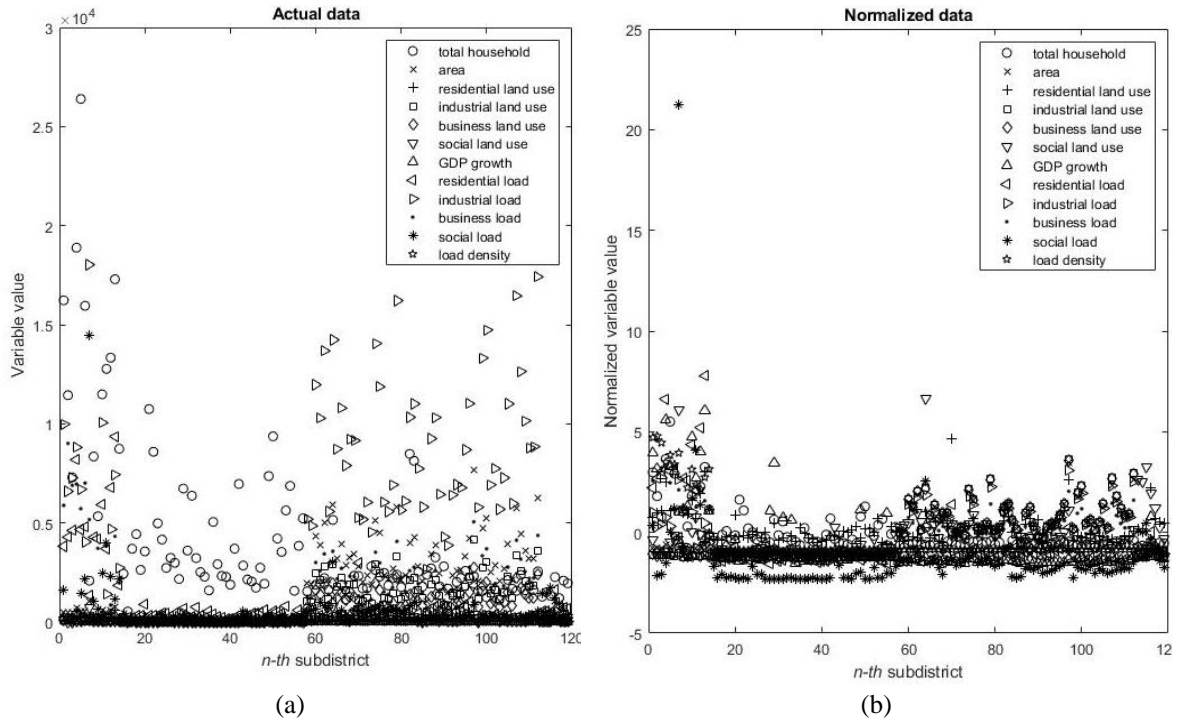 Actual data
×10⁴
3
2.5
2
1.5
1
0.5
0
0 20 40 60 80 100 120
Variable value
n-th subdistrict
total household
area
residential land use
industrial land use
business land use
social land use
GDP growth
residential load
industrial load
business load
social load
load density
(a)
Normalized data
25
20
15
10
5
0
-5
0 20 40 60 80 100 120
Normalized variable value
n-th subdistrict
total household
area
residential land use
industrial land use
business land use
social land use
GDP growth
residential load
industrial load
business load
social load
load density
(b)